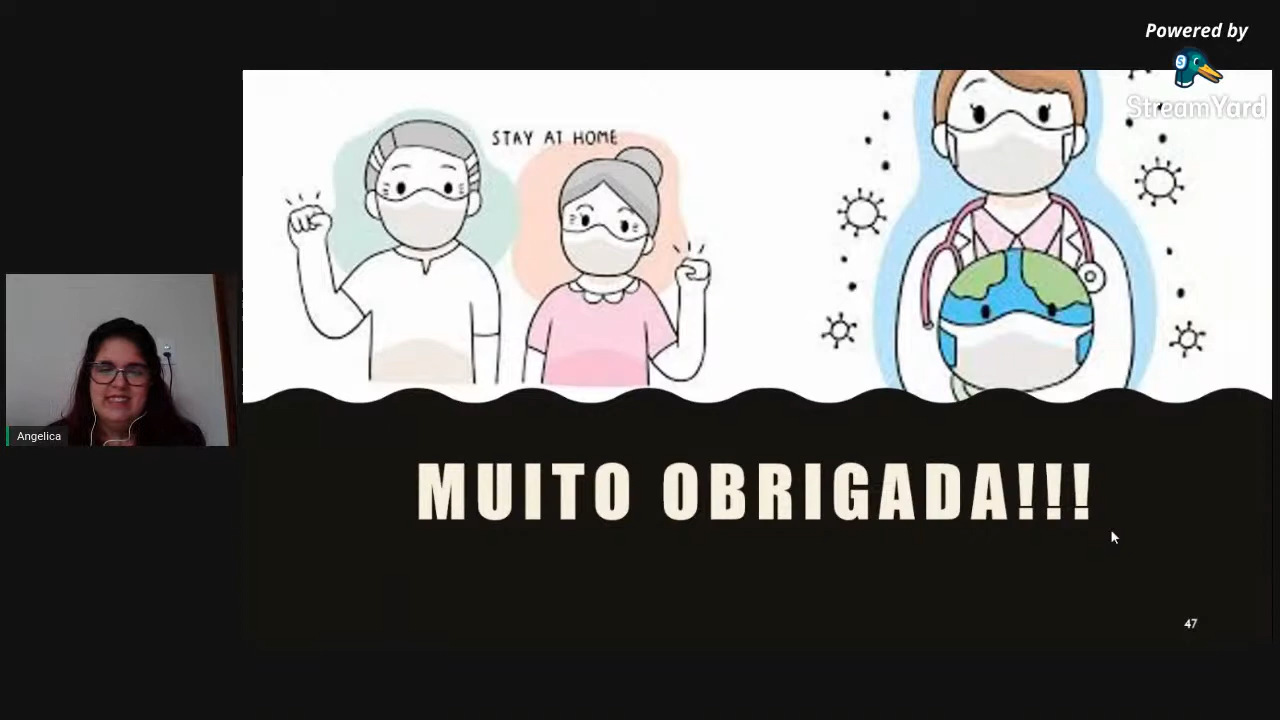 Powered by
StreamYard
STAY AT HOME
Angelica
MUITO OBRIGADA!!!
47